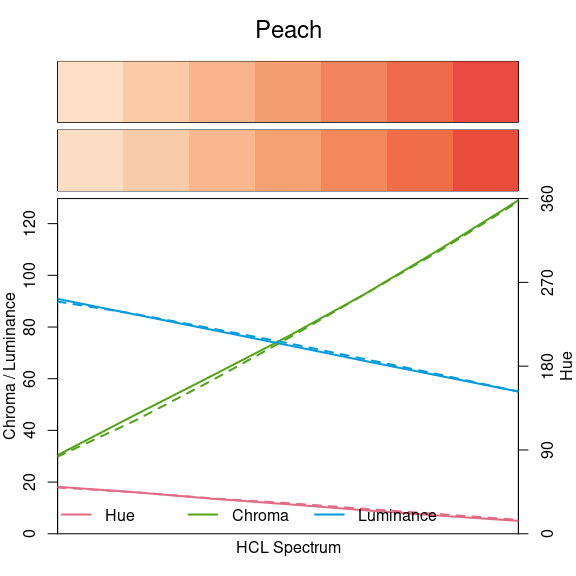 Peach
Chroma / Luminance
0
20
40
60
80
100
120
0
90
180
270
360
Hue
Hue
Chroma
Luminance
HCL Spectrum